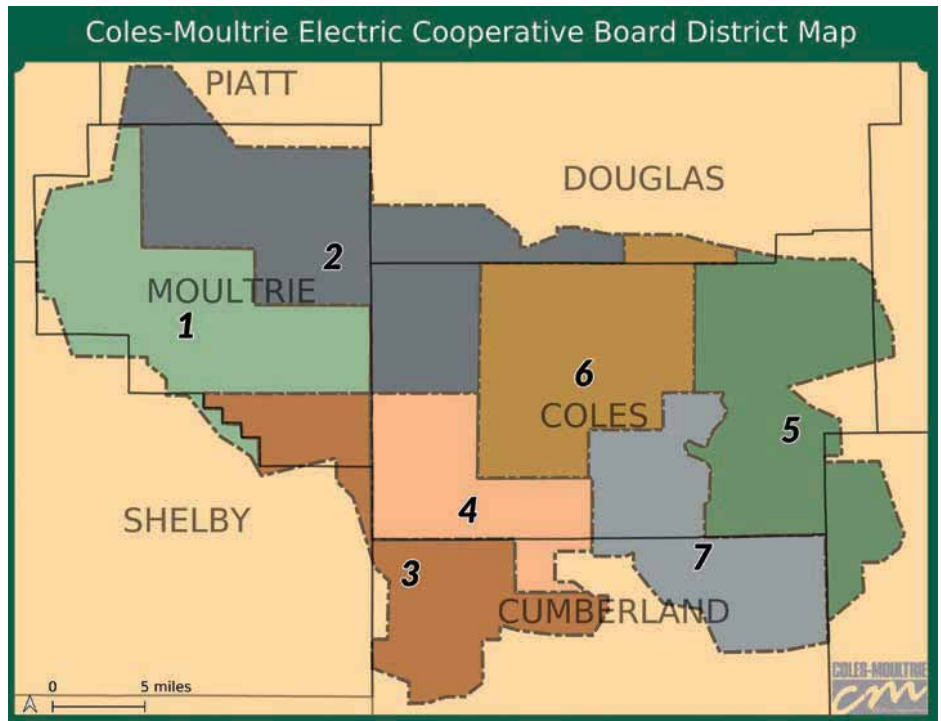 Coles-Moultrie Electric Cooperative Board District Map
PIATT
DOUGLAS
2
MOULTRIE
1
6
COLES
5
SHELBY
4
7
3
CUMBERLAND
0 5 miles
COLES-MOULTRIE
cm